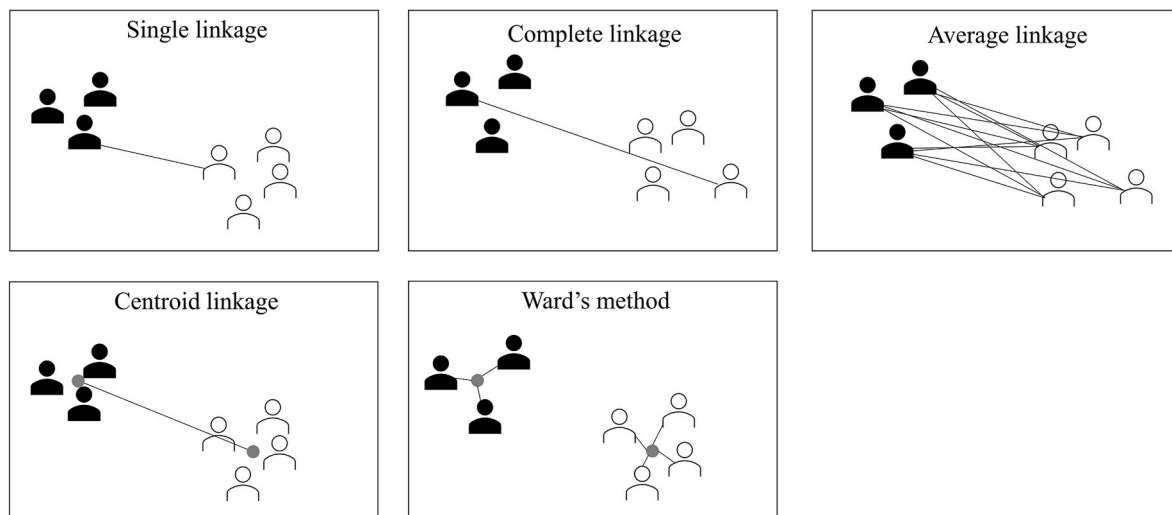 Single linkage
Complete linkage
Average linkage
Centroid linkage
Ward’s method